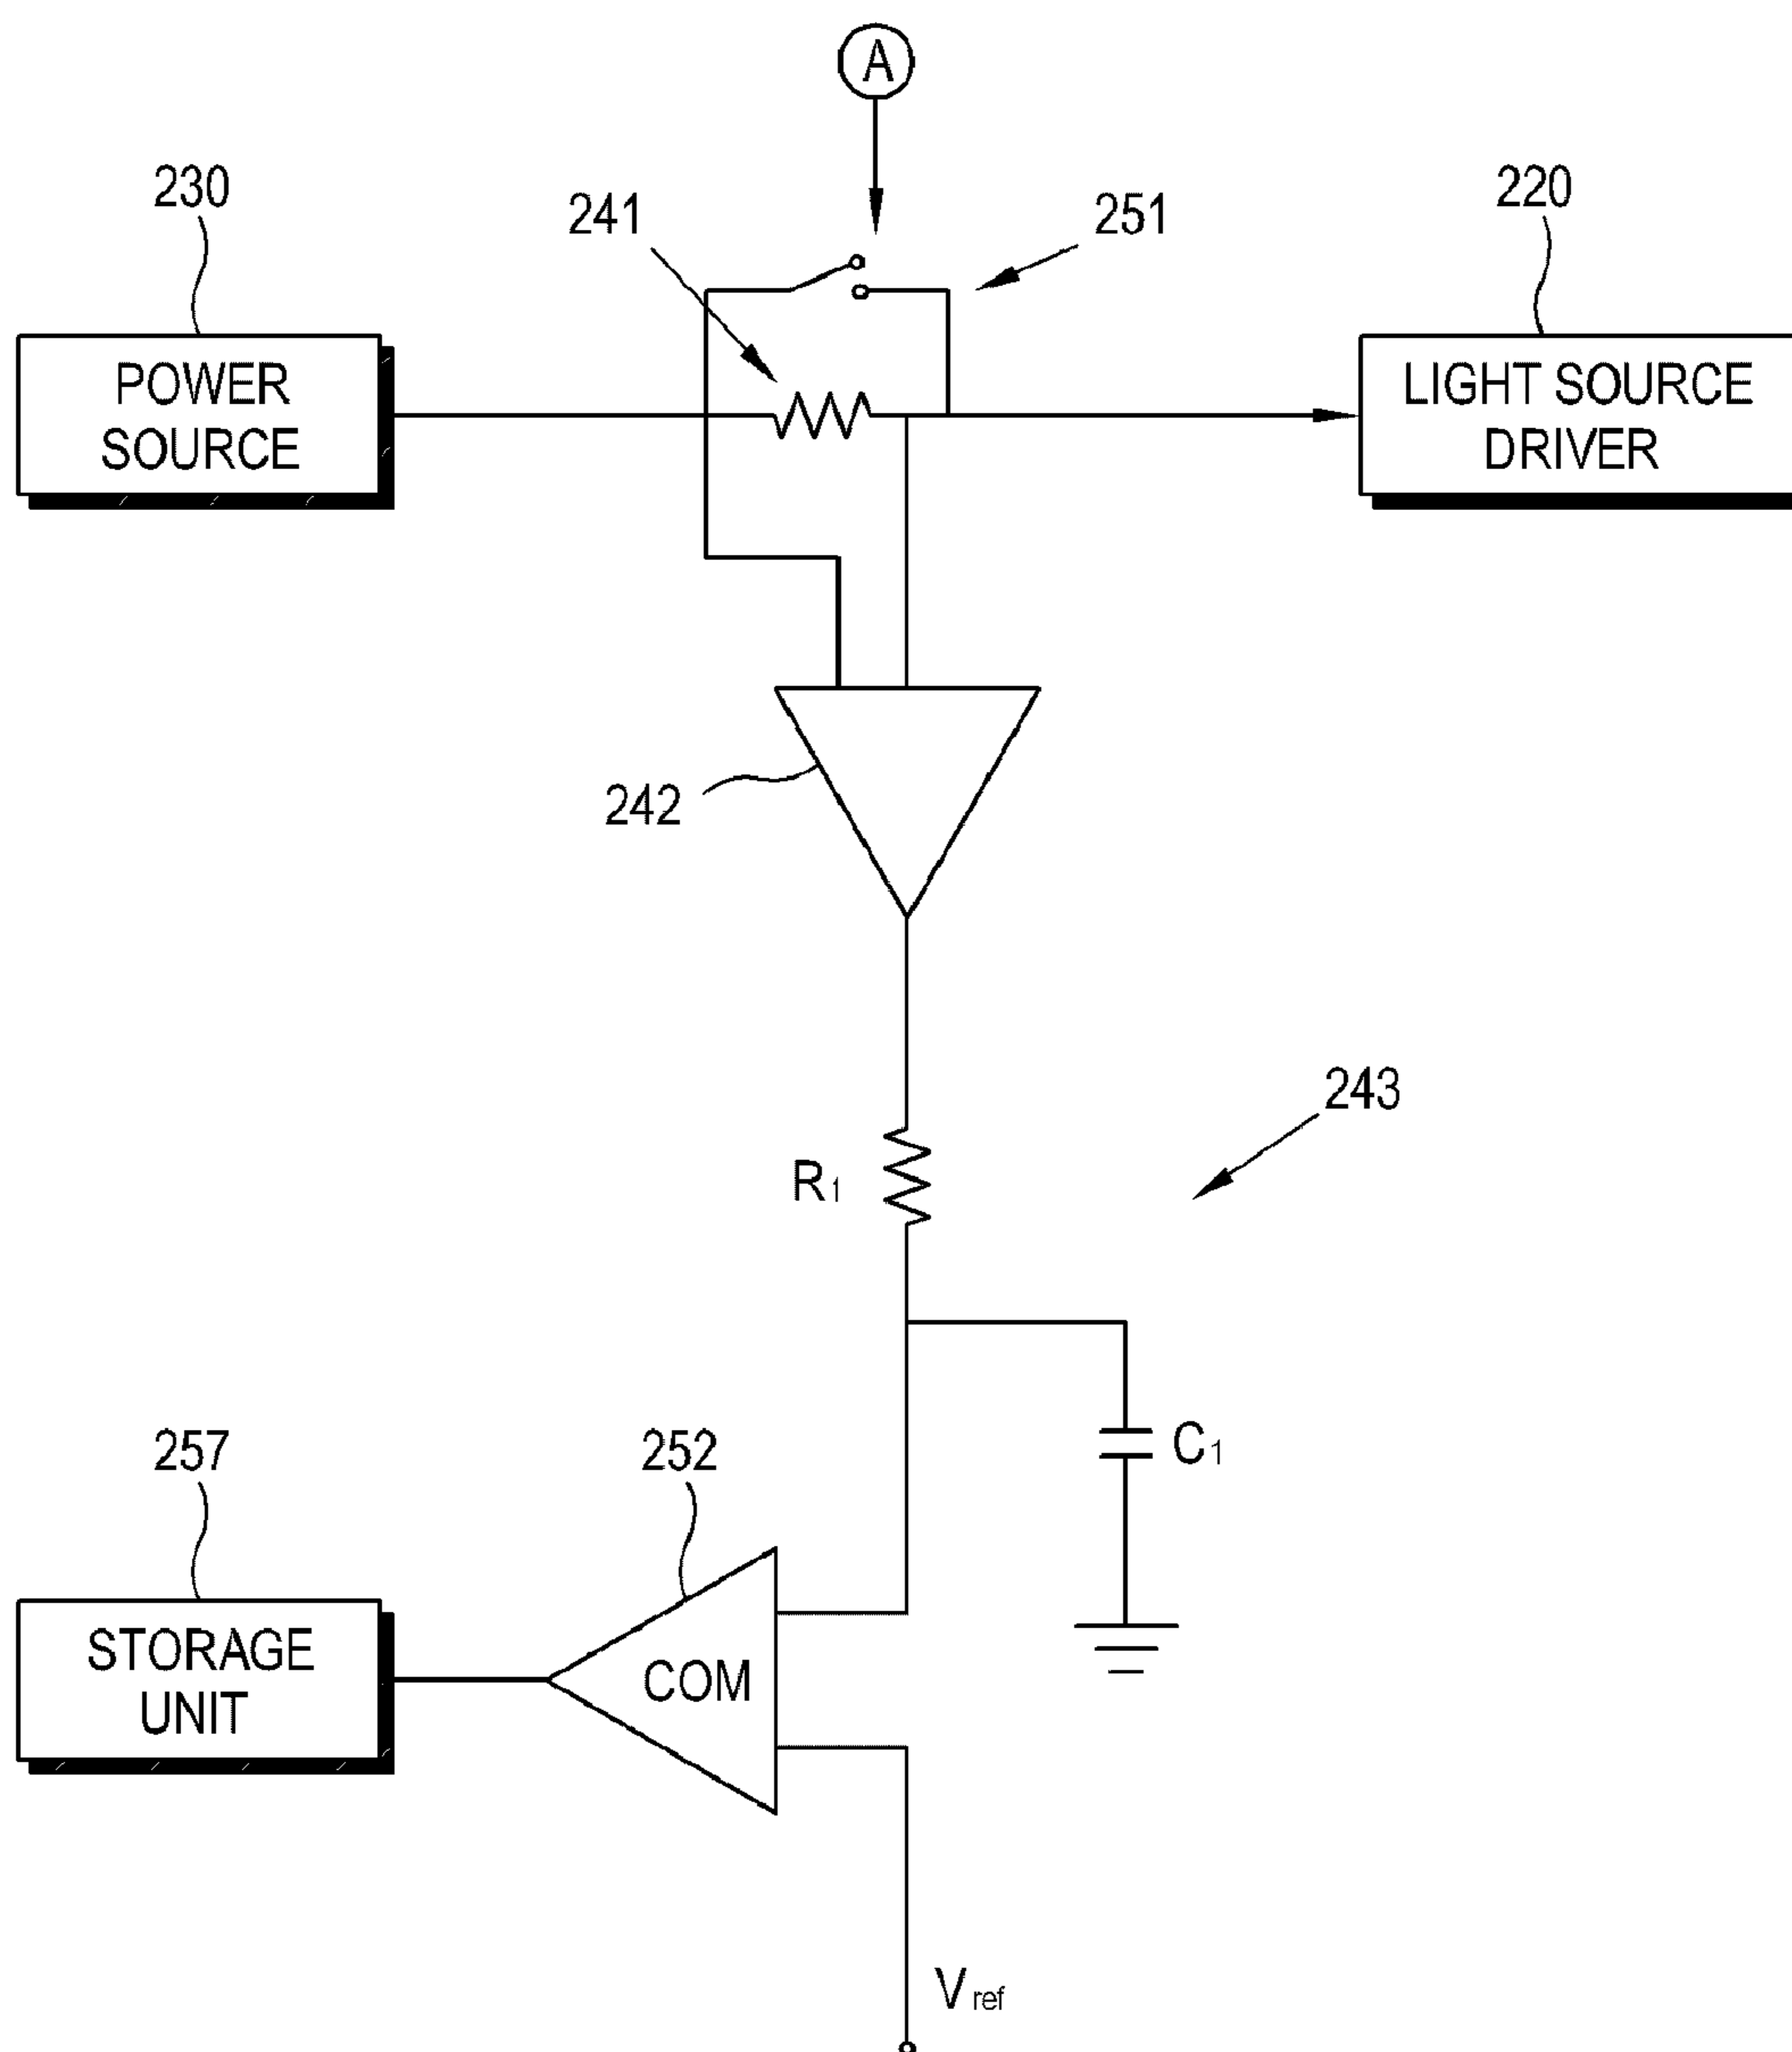 A
230
241
251
220
POWER
SOURCE
LIGHT SOURCE
DRIVER
242
243
R1
C1
257
252
STORAGE
UNIT
COM
Vref